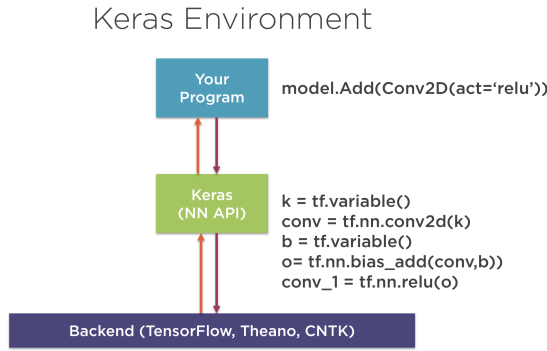 Keras Environment
Your
Program
model.Add(Conv2D(act=‘relu’))
Keras
(NN API)
k = tf.variable()
conv = tf.nn.conv2d(k)
b = tf.variable()
o= tf.nn.bias_add(conv,b))
conv_1 = tf.nn.relu(o)
Backend (TensorFlow, Theano, CNTK)